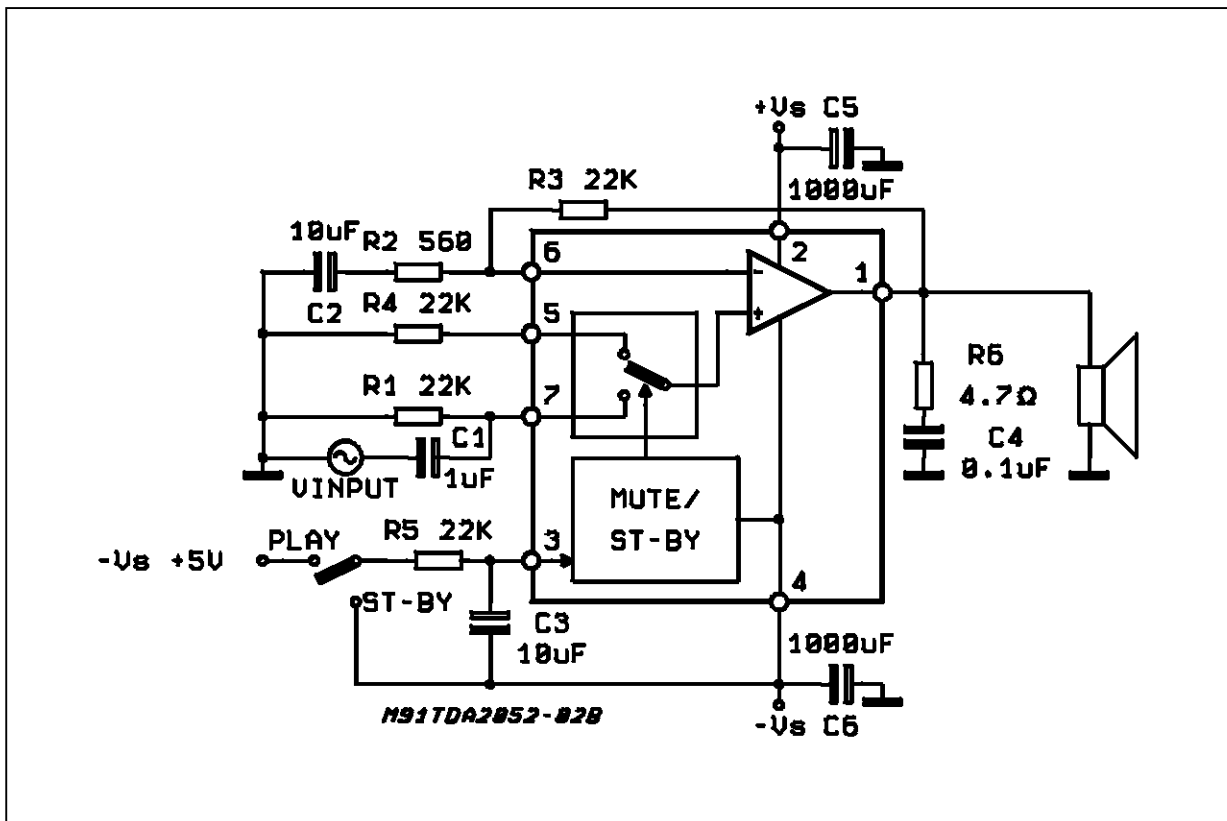 +Vs C5
1000uF
R3 22K
10uF
R2 560
6
2
1
-
+
C2
R4 22K
5
R1 22K
7
C1
1uF
VINPUT
R6
4.7Ω
C4
0.1uF
MUTE/
ST-BY
R5 22K
3
PLAY
-Vs +5V
ST-BY
4
C3
10uF
1000uF
-Vs C6
M91TDA2052-02B